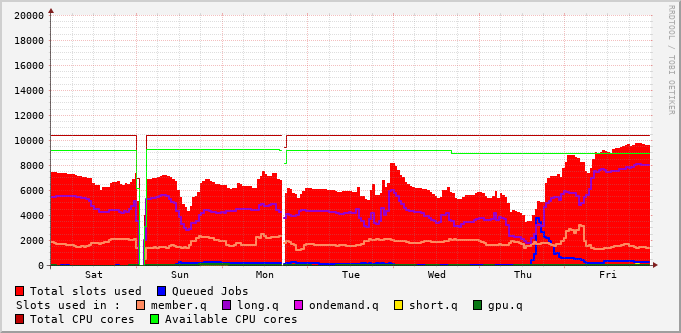 RRDTOOL / TOBI OETIKER
20000
18000
16000
14000
12000
10000
8000
6000
4000
2000
0
Sat Sun Mon Tue Wed Thu Fri
Total slots used Queued Jobs
Slots used in : member.q long.q ondemand.q short.q gpu.q
Total CPU cores Available CPU cores